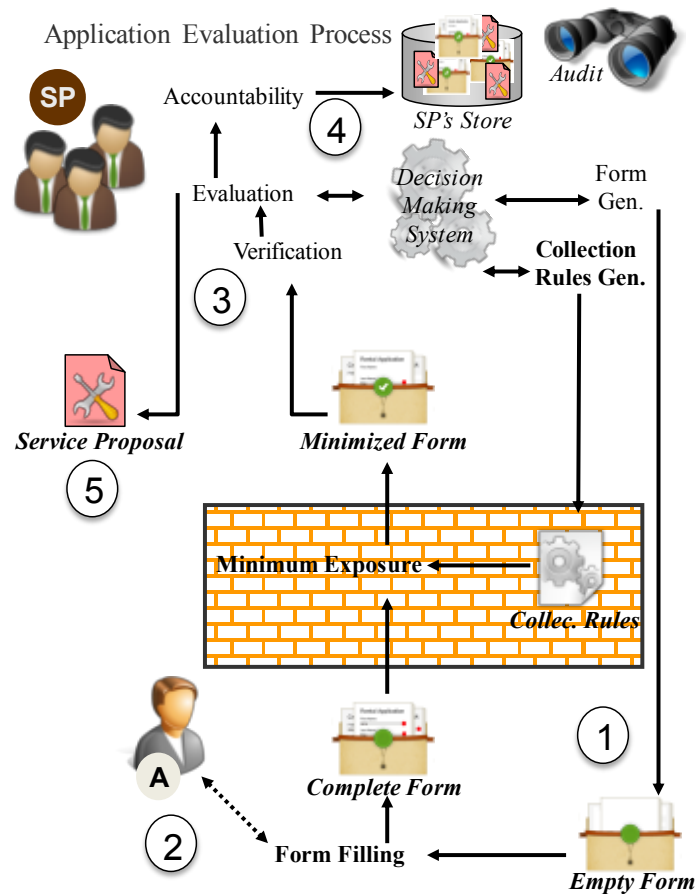 Application Evaluation Process
Audit
SP
Accountability
4
SP's Store
Evaluation
Decision
Making
System
Form
Gen.
Verification
Collection
Rules Gen.
3
Service Proposal
5
Minimized Form
Minimum Exposure
Collec. Rules
1
A
Complete Form
2
Form Filling
Empty Form